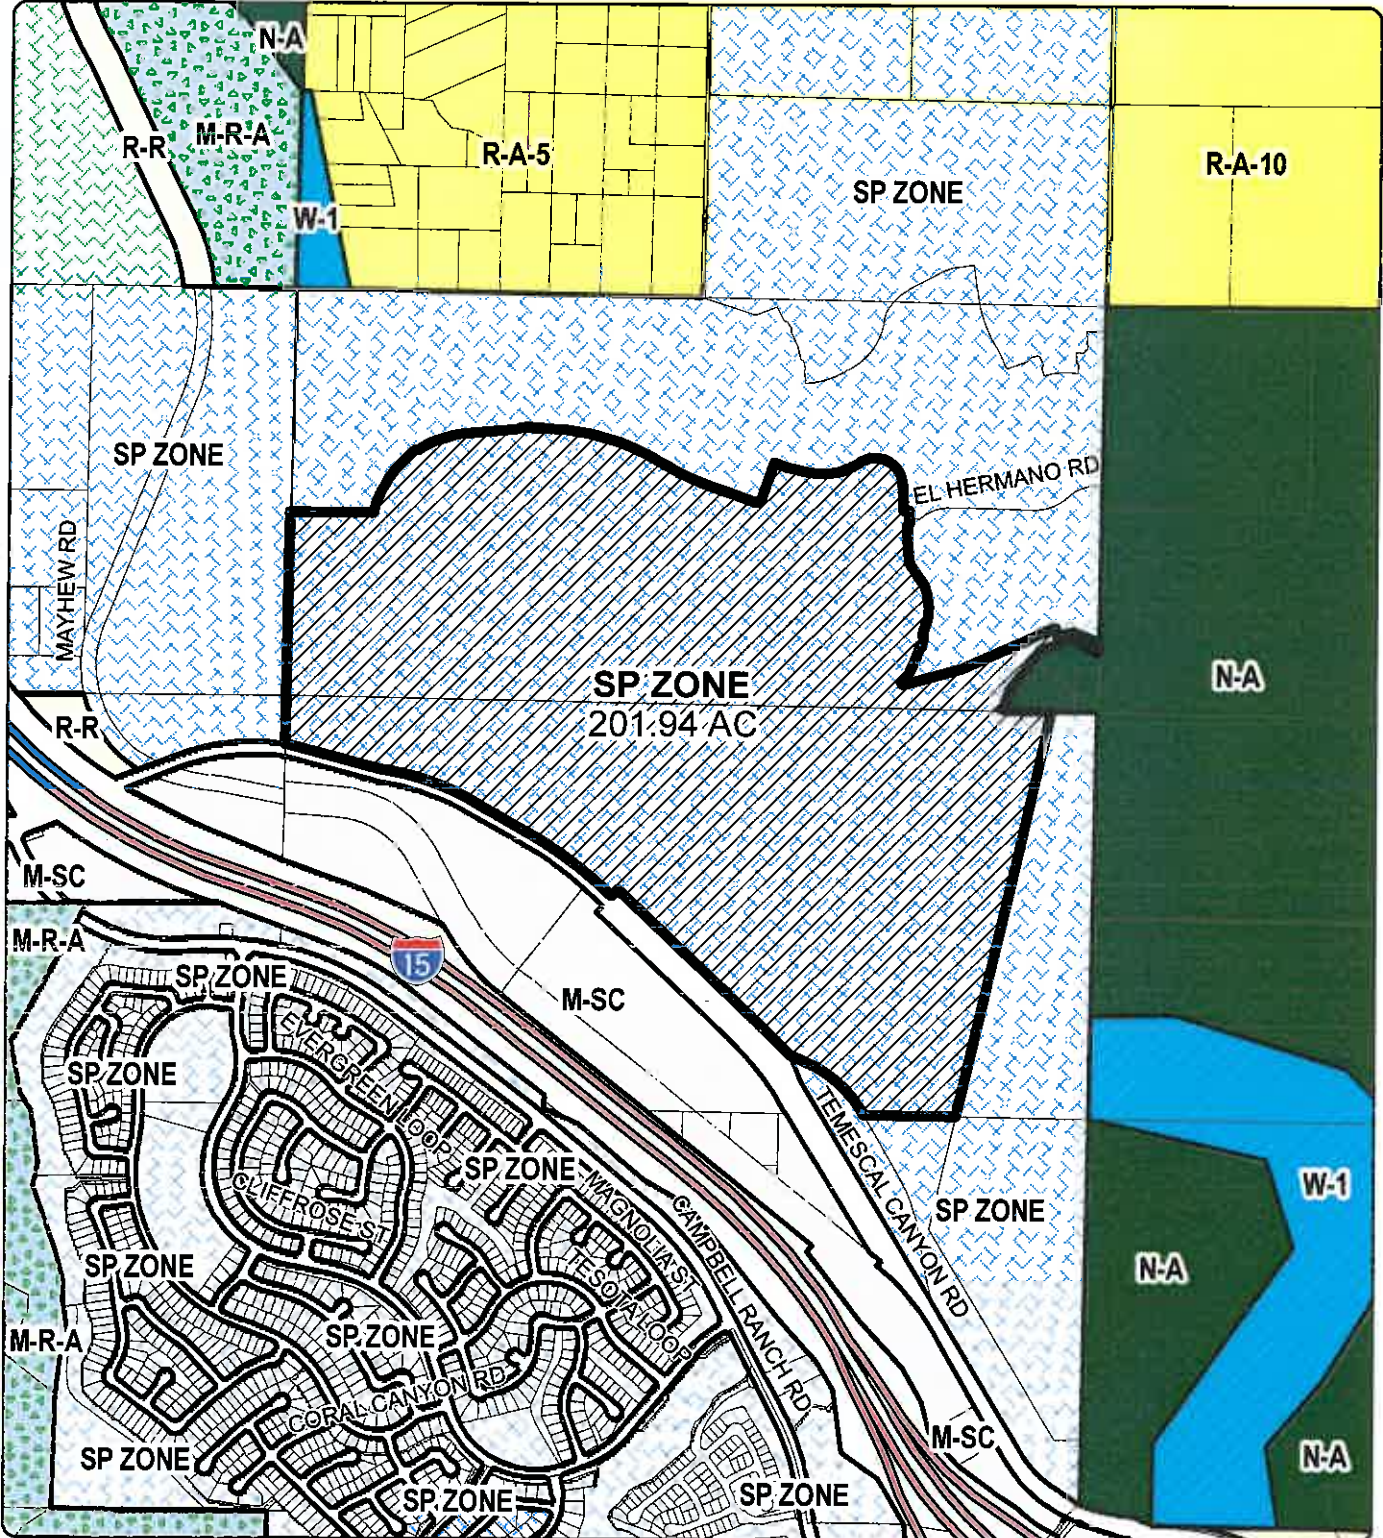 N-A
R-R
M-R-A
R-A-5
SP ZONE
R-A-10
W-1
SP ZONE
EL HERMANO RD
MAYHEW RD
SP ZONE
201.94 AC
N-A
R-R
M-SC
M-R-A
SP ZONE
15
M-SC
EVERGREEN LOOP
SP ZONE
TEMESCAL CANYON RD
SP ZONE
CLIFFROSE ST
MAGNOLIA ST
CAMPBELL RANCH RD
W-1
SP ZONE
SP ZONE
N-A
M-R-A
SP ZONE
CORAL CANYON RD
M-SC
SP ZONE
N-A
SP ZONE
SP ZONE